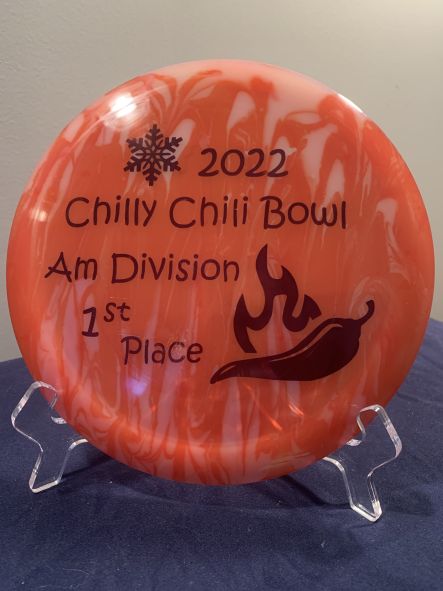 2022
Chilly Chili Bowl
Am Division
1st
Place